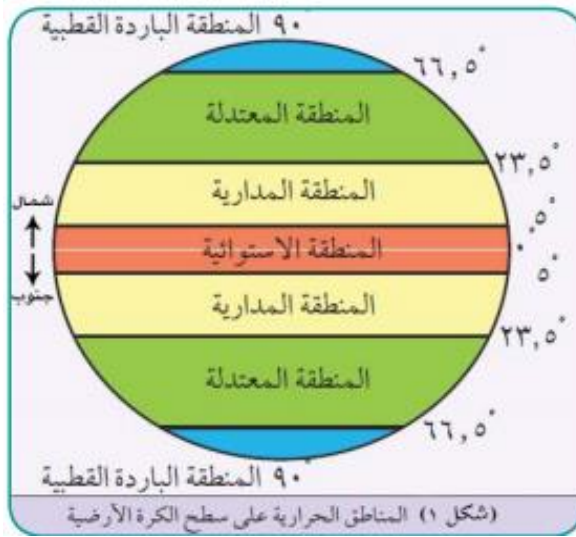 ٩٠° المنطقة الباردة القطبية
٦٦,٥°
المنطقة المعتدلة
٢٣,٥°
المنطقة المدارية
شمال
٥°
المنطقة الاستوائية
٠°
٥°
جنوب
المنطقة المدارية
٢٣,٥°
المنطقة المعتدلة
٦٦,٥°
٩٠° المنطقة الباردة القطبية
(شكل ١) المناطق الحرارية على سطح الكرة الأرضية